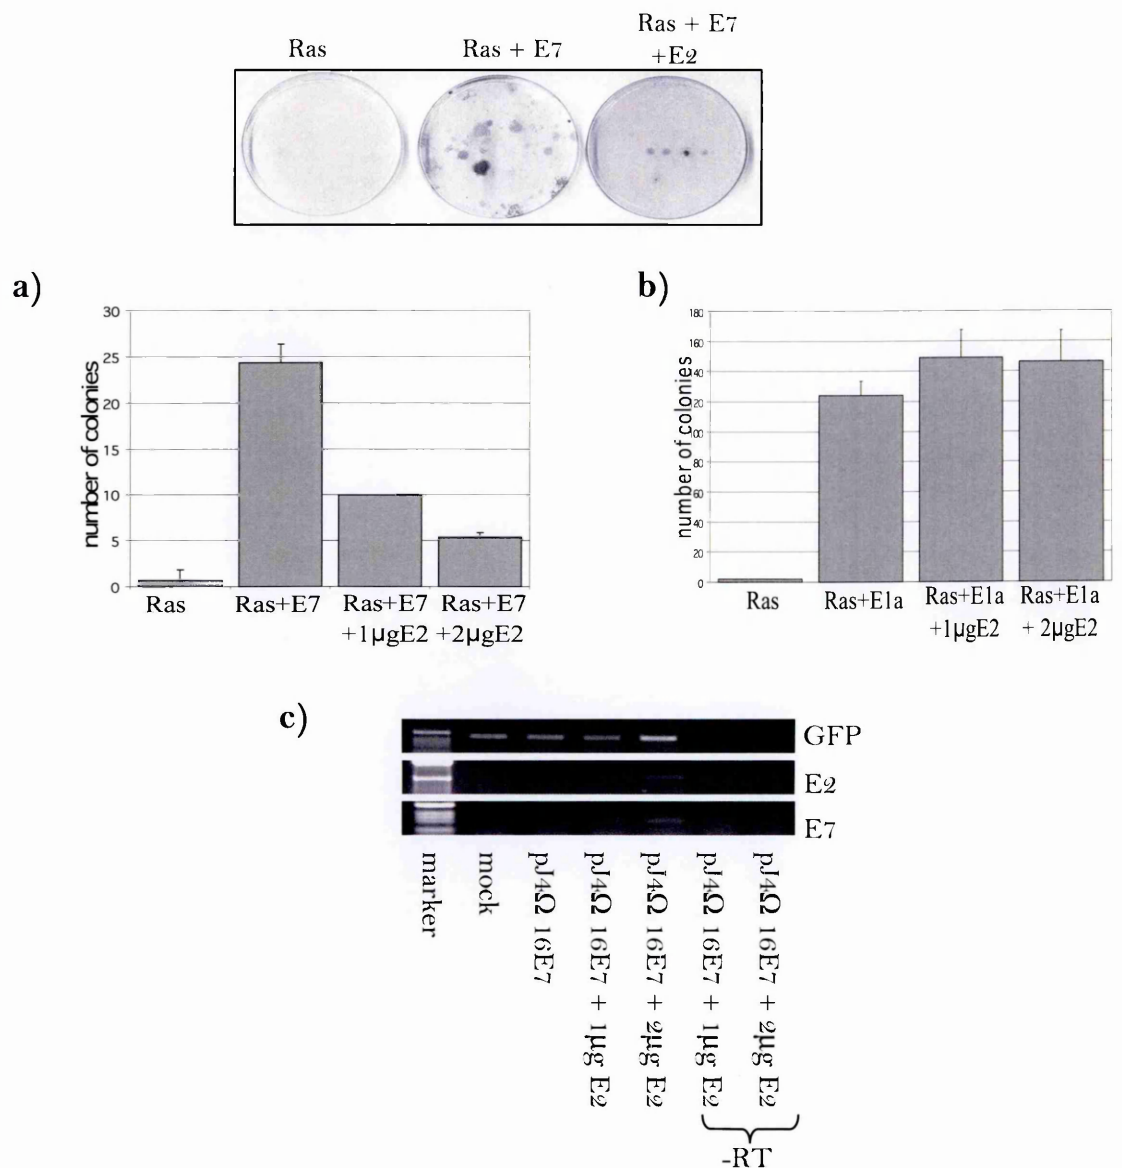 Ras
Ras + E7
Ras + E7
+E2
a)
30
25
20
15
10
5
0
number of colonies
Ras
Ras+E7
Ras+E7
+1µgE2
Ras+E7
+2µgE2
b)
180
160
140
120
100
80
60
40
20
0
number of colonies
Ras
Ras+E1a
Ras+E1a
+1µgE2
Ras+E1a
+ 2µgE2
c)
GFP
E2
E7
marker
mock
pJ4Ω 16E7
pJ4Ω 16E7 + 1µg E2
pJ4Ω 16E7 + 2µg E2
pJ4Ω 16E7 + 1µg E2
pJ4Ω 16E7 + 2µg E2
-RT